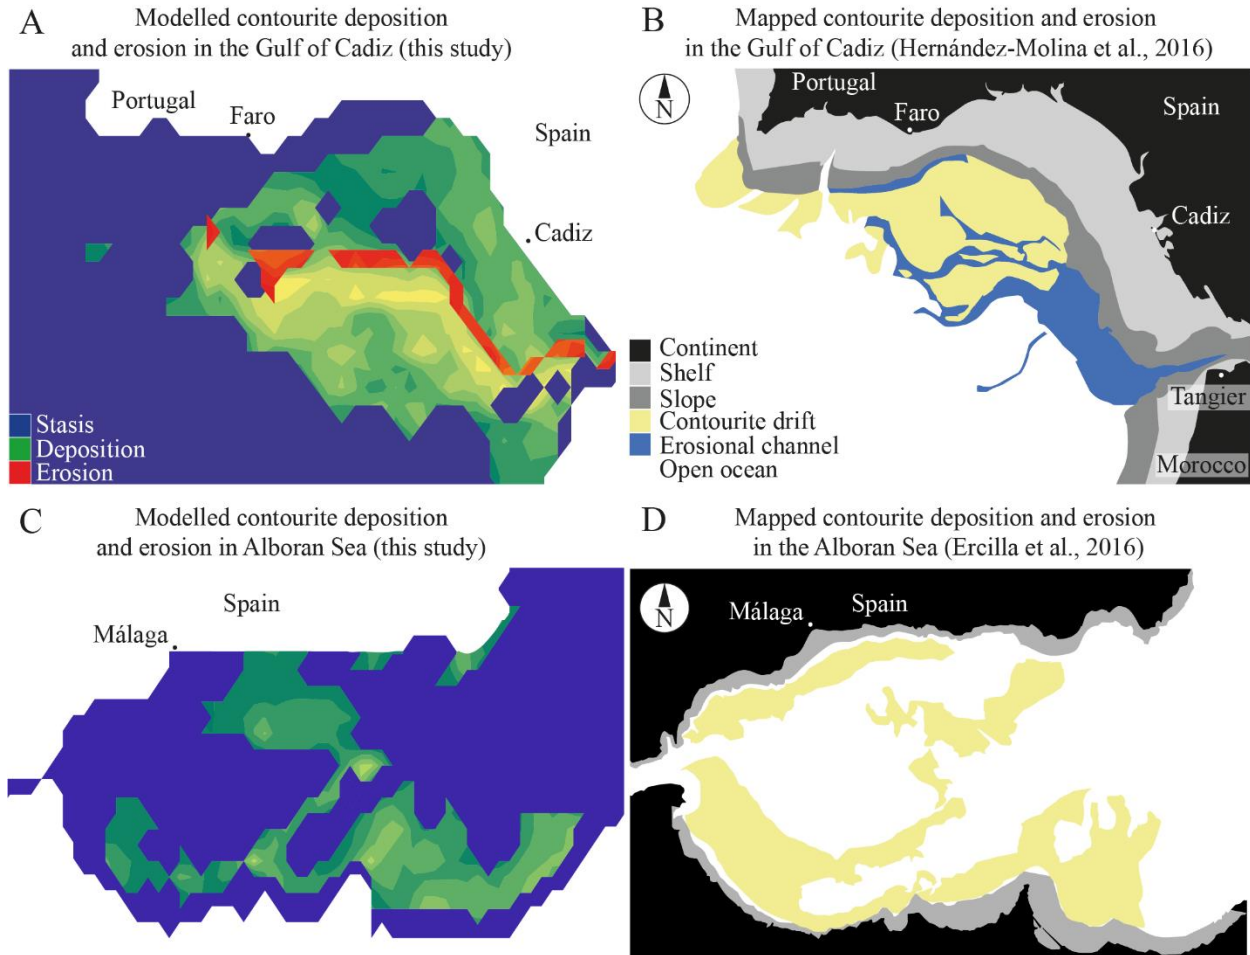 A
Modelled contourite deposition
and erosion in the Gulf of Cadiz (this study)
Portugal
Faro
Spain
Cadiz
Stasis
Deposition
Erosion
B
Mapped contourite deposition and erosion
in the Gulf of Cadiz (Hernández-Molina et al., 2016)
N
Portugal
Faro
Spain
Cadiz
Continent
Shelf
Slope
Contourite drift
Erosional channel
Open ocean
Tangier
Morocco
C
Modelled contourite deposition
and erosion in Alboran Sea (this study)
Spain
Málaga
D
Mapped contourite deposition and erosion
in the Alboran Sea (Ercilla et al., 2016)
N
Málaga
Spain